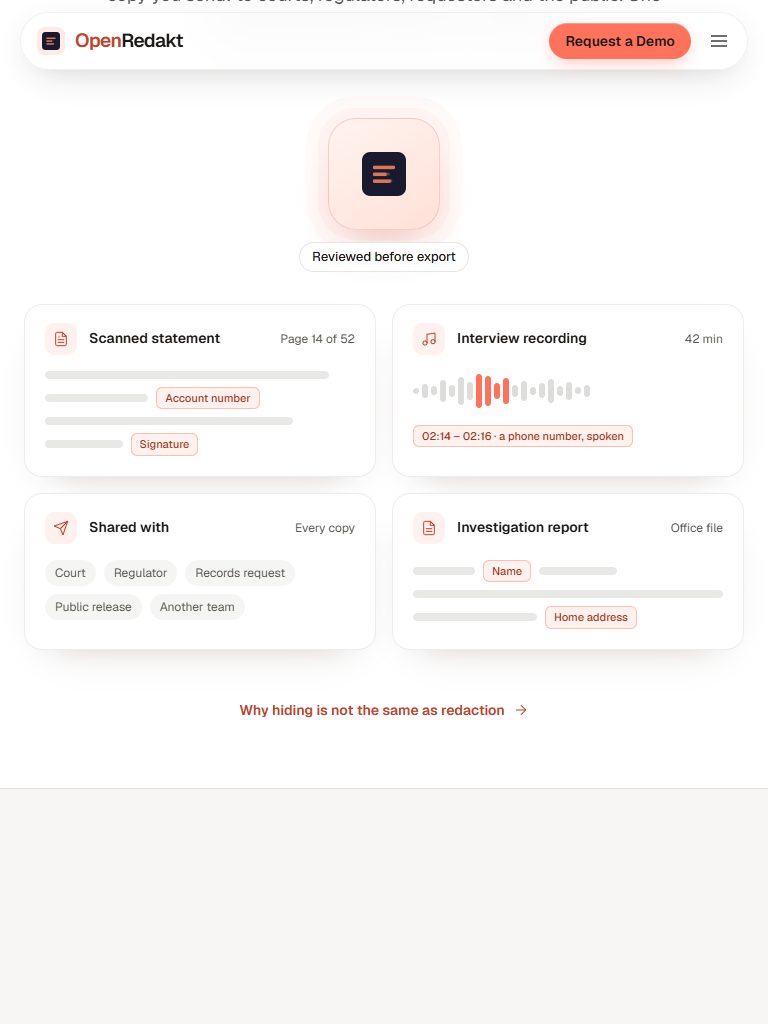 OpenRedakt
Request a Demo
Reviewed before export
Scanned statement
Page 14 of 52
Account number
Signature
Interview recording
42 min
02:14 – 02:16 · a phone number, spoken
Shared with
Every copy
Court
Regulator
Records request
Public release
Another team
Investigation report
Office file
Name
Home address
Why hiding is not the same as redaction →